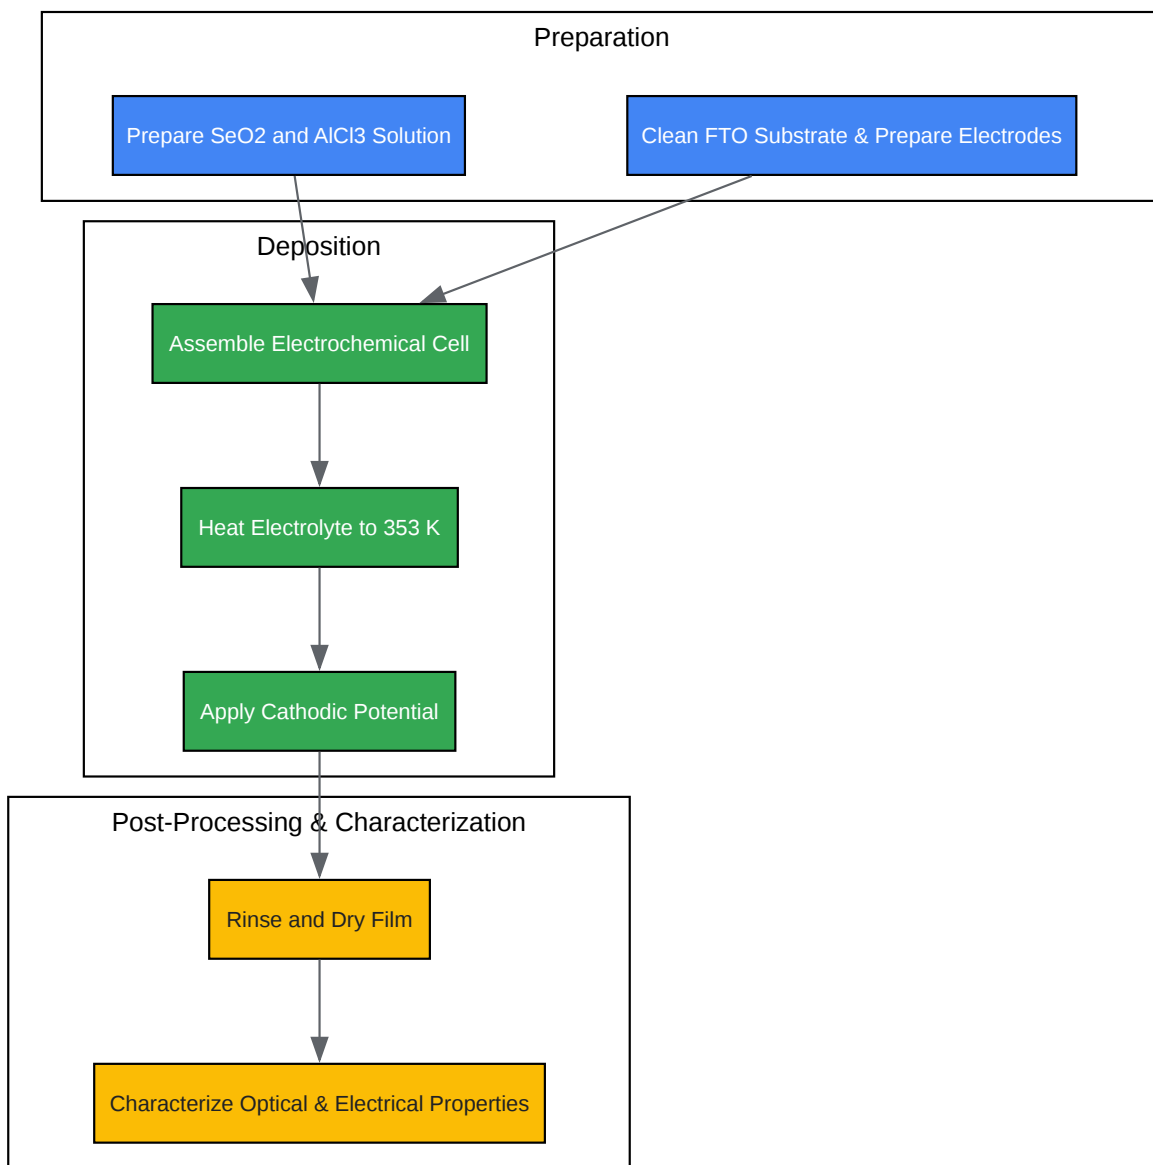 Preparation
Prepare SeO2 and AlCl3 Solution
Clean FTO Substrate & Prepare Electrodes
Deposition
Assemble Electrochemical Cell
Heat Electrolyte to 353 K
Apply Cathodic Potential
Post-Processing & Characterization
Rinse and Dry Film
Characterize Optical & Electrical Properties